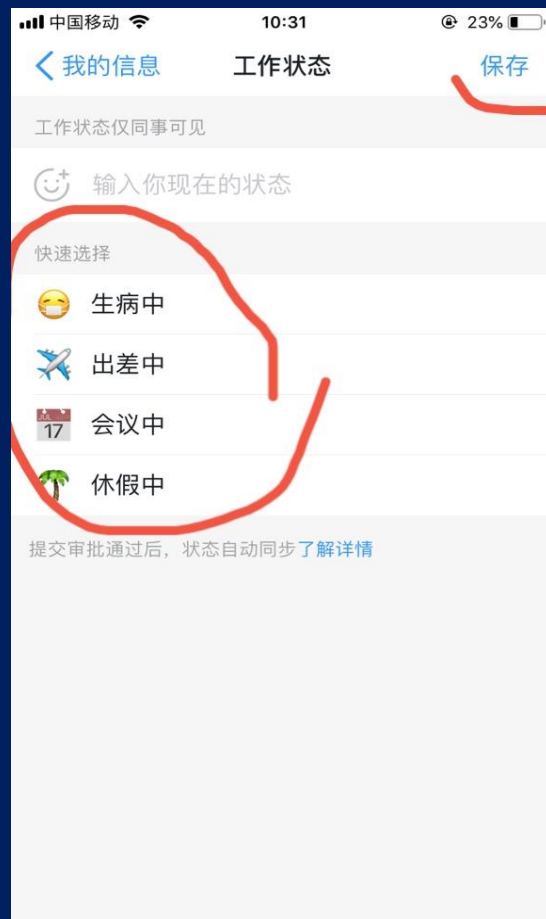 中国移动 10:31 23%
我的信息 工作状态 保存
工作状态仅同事可见
输入你现在的状态
快速选择
😷 生病中
✈️ 出差中
JUL 17 会议中
🌴 休假中
提交审批通过后，状态自动同步了解详情